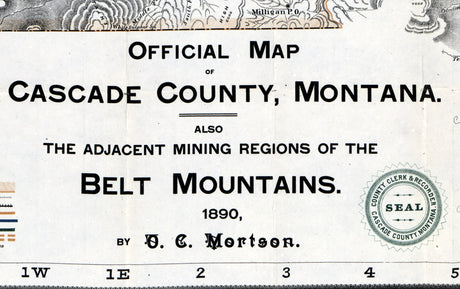 Milligan P.O.
OFFICIAL MAP
OF
CASCADE COUNTY, MONTANA.
ALSO
THE ADJACENT MINING REGIONS OF THE
BELT MOUNTAINS.
1890,
BY O. C. Mortson.
COUNTY CLERK & RECORDER
SEAL
CASCADE COUNTY, MONTANA
1W 1E 2 3 4 5